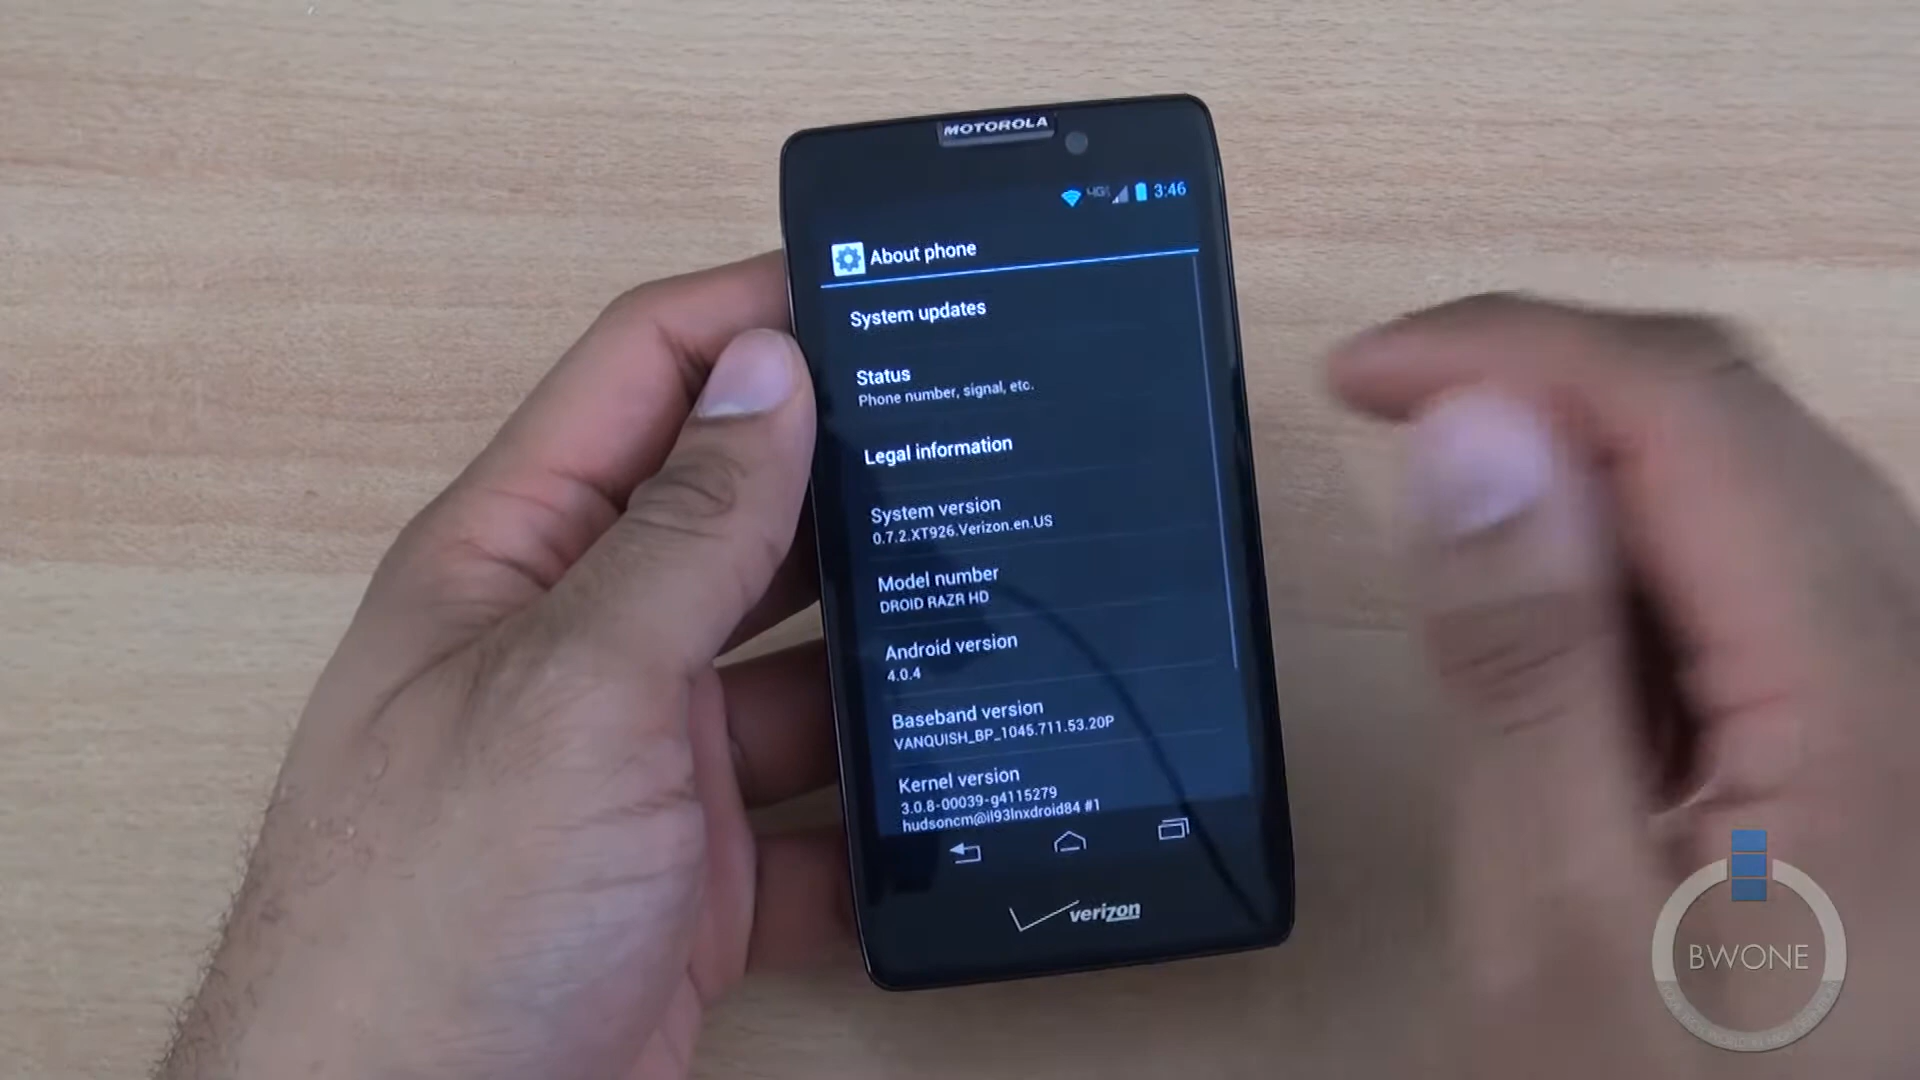 MOTOROLA
4G
3:46
About phone
System updates
Status
Phone number, signal, etc.
Legal information
System version
0.7.2.XT926.Verizon.en.US
Model number
DROID RAZR HD
Android version
4.0.4
Baseband version
VANQUISH_BP_1045.711.53.20P
Kernel version
3.0.8-00039-g4115279
hudsoncm@il93lnxdroid84 #1
verizon
BWONE